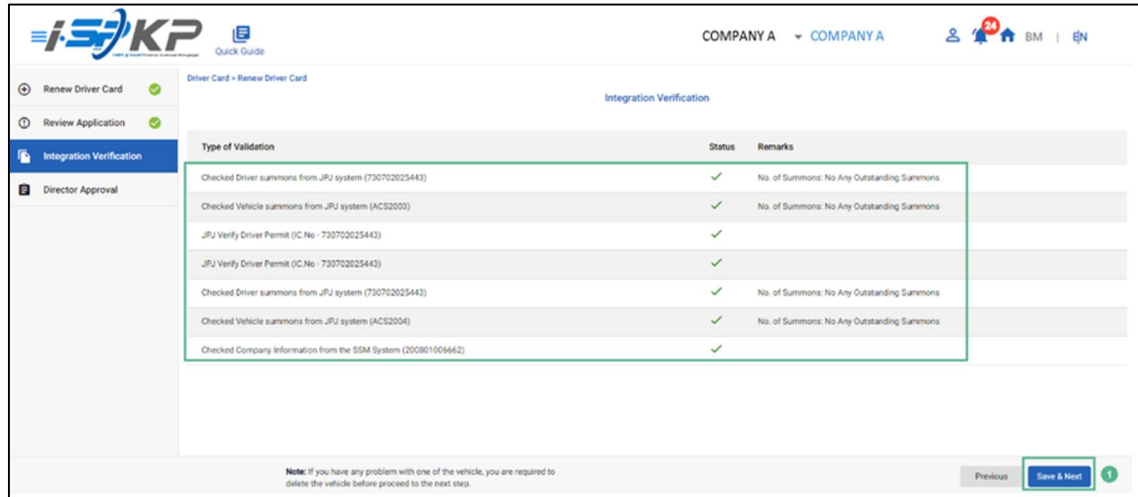 i-SPKP
Quick Guide
COMPANY A COMPANY A
24
BM | EN
Renew Driver Card
Review Application
Integration Verification
Director Approval
Driver Card > Renew Driver Card
Integration Verification
Type of Validation Status Remarks
Checked Driver summons from JPJ system (730702025443) No. of Summons: No Any Outstanding Summons
Checked Vehicle summons from JPJ system (ACS2003) No. of Summons: No Any Outstanding Summons
JPJ Verify Driver Permit (IC.No - 730702025443)
JPJ Verify Driver Permit (IC.No - 730702025443)
Checked Driver summons from JPJ system (730702025443) No. of Summons: No Any Outstanding Summons
Checked Vehicle summons from JPJ system (ACS2004) No. of Summons: No Any Outstanding Summons
Checked Company Information from the SSM System (200801006662)
Note: If you have any problem with one of the vehicle, you are required to
delete the vehicle before proceed to the next step.
Previous Save & Next 1